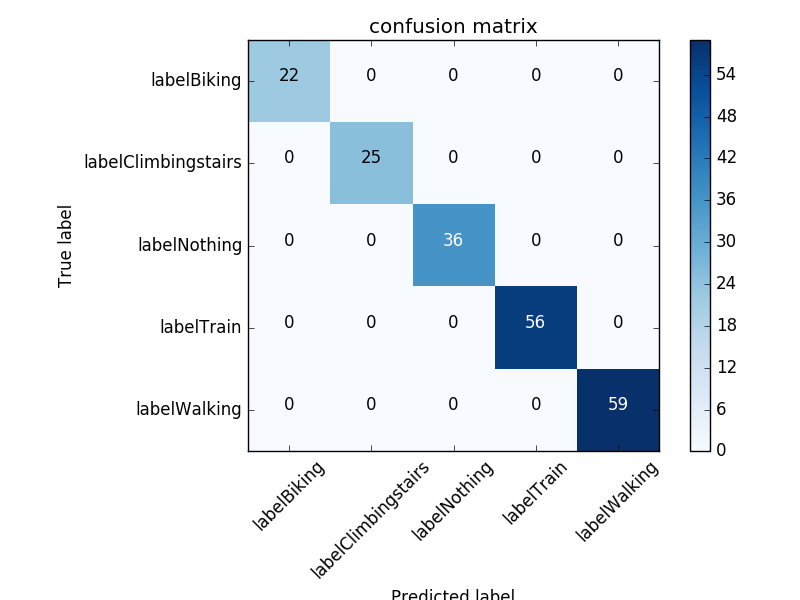 confusion matrix
labelBiking 22 0 0 0 0
labelClimbingstairs 0 25 0 0 0
labelNothing 0 0 36 0 0
labelTrain 0 0 0 56 0
labelWalking 0 0 0 0 59
True label
labelBiking labelClimbingstairs labelNothing labelTrain labelWalking
Predicted label
54
48
42
36
30
24
18
12
6
0